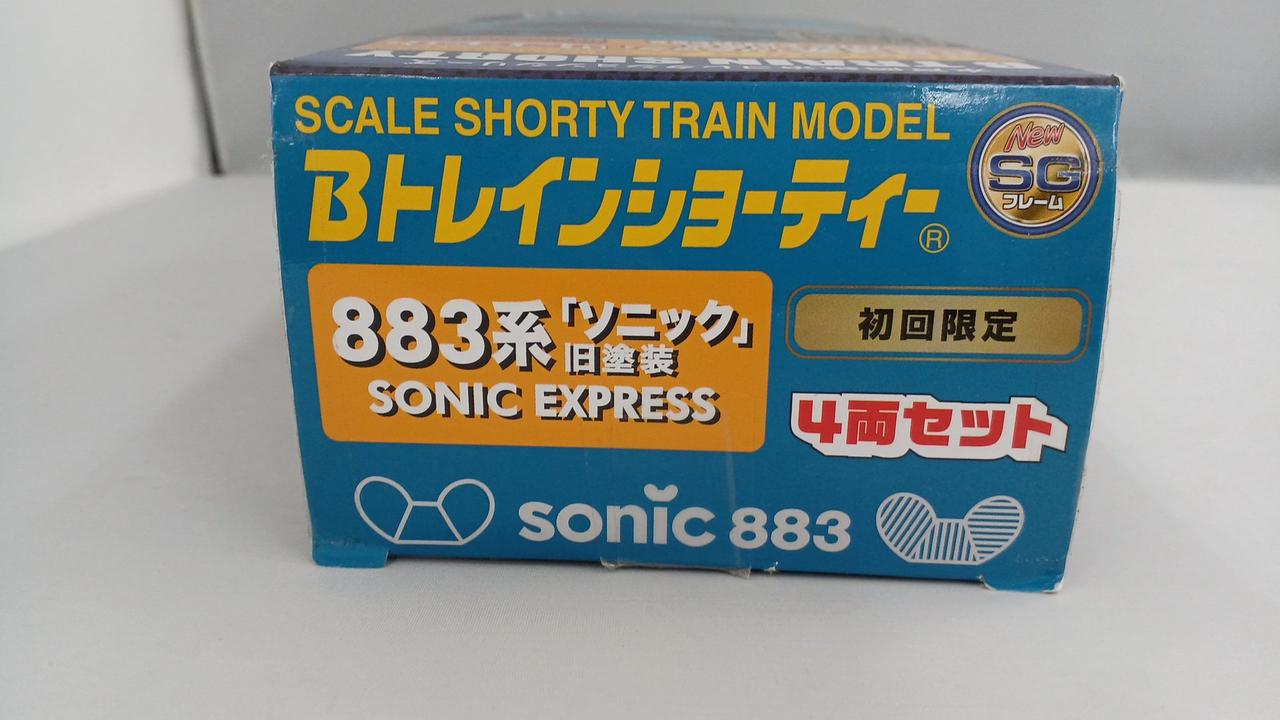 B TRAIN SHORTY
SCALE SHORTY TRAIN MODEL
Bトレインショーティー®
New
SG
フレーム
883系「ソニック」
旧塗装
SONIC EXPRESS
初回限定
4両セット
sonic 883